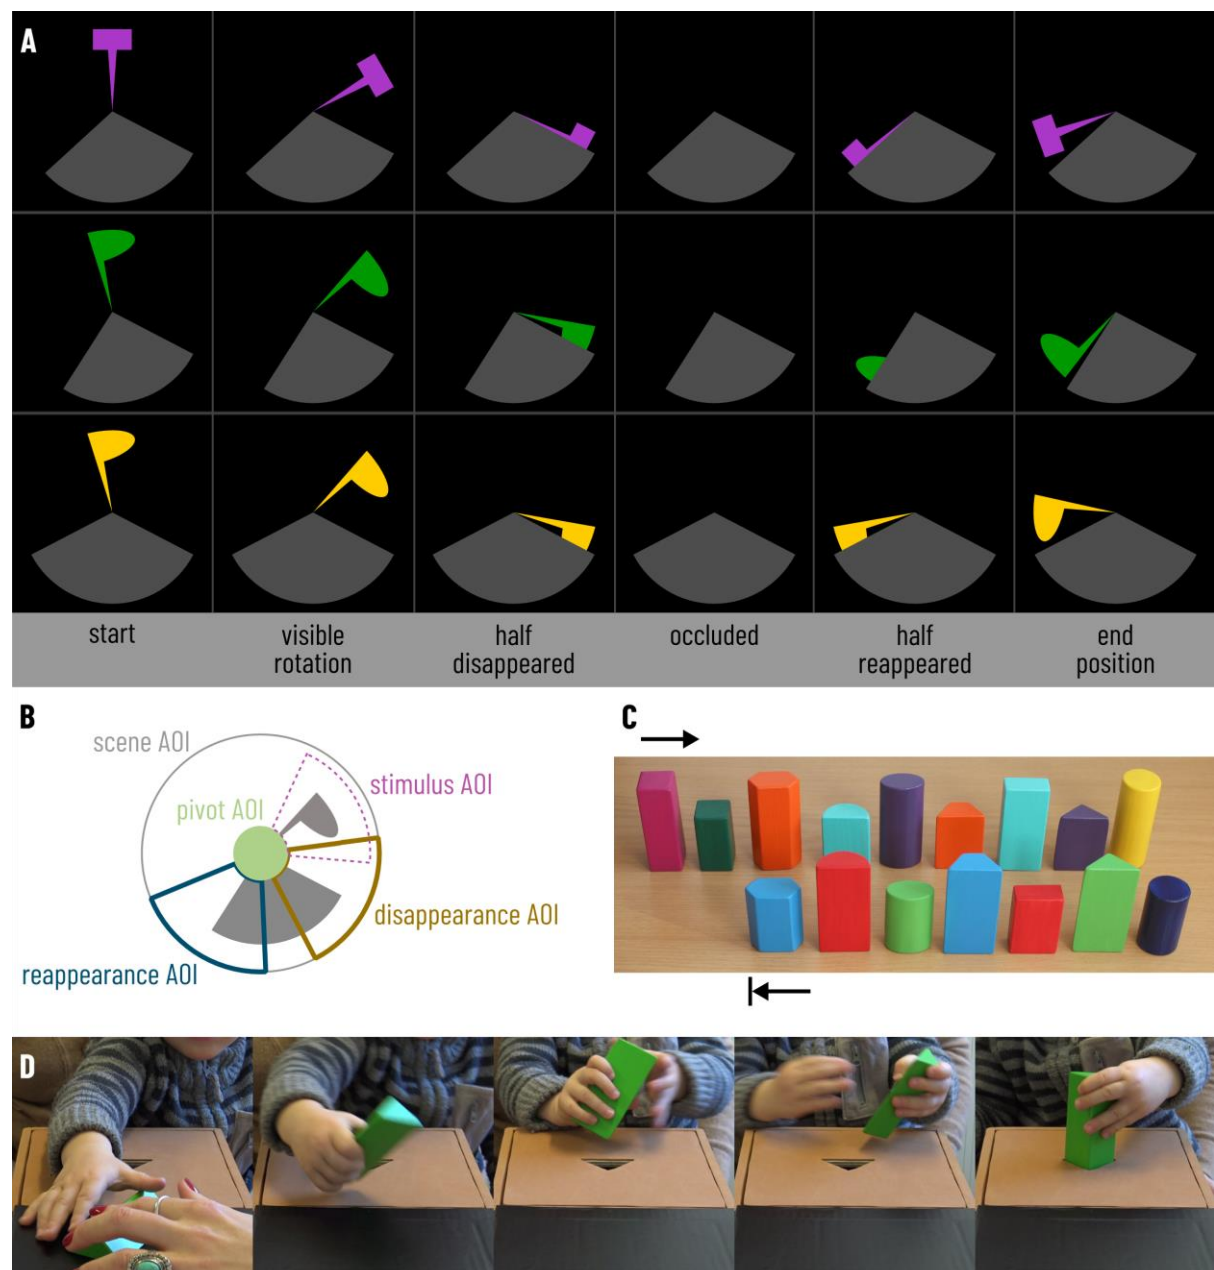 A
start
visible
rotation
half
disappeared
occluded
half
reappeared
end
position
B
scene AOI
stimulus AOI
pivot AOI
disappearance AOI
reappearance AOI
C
D